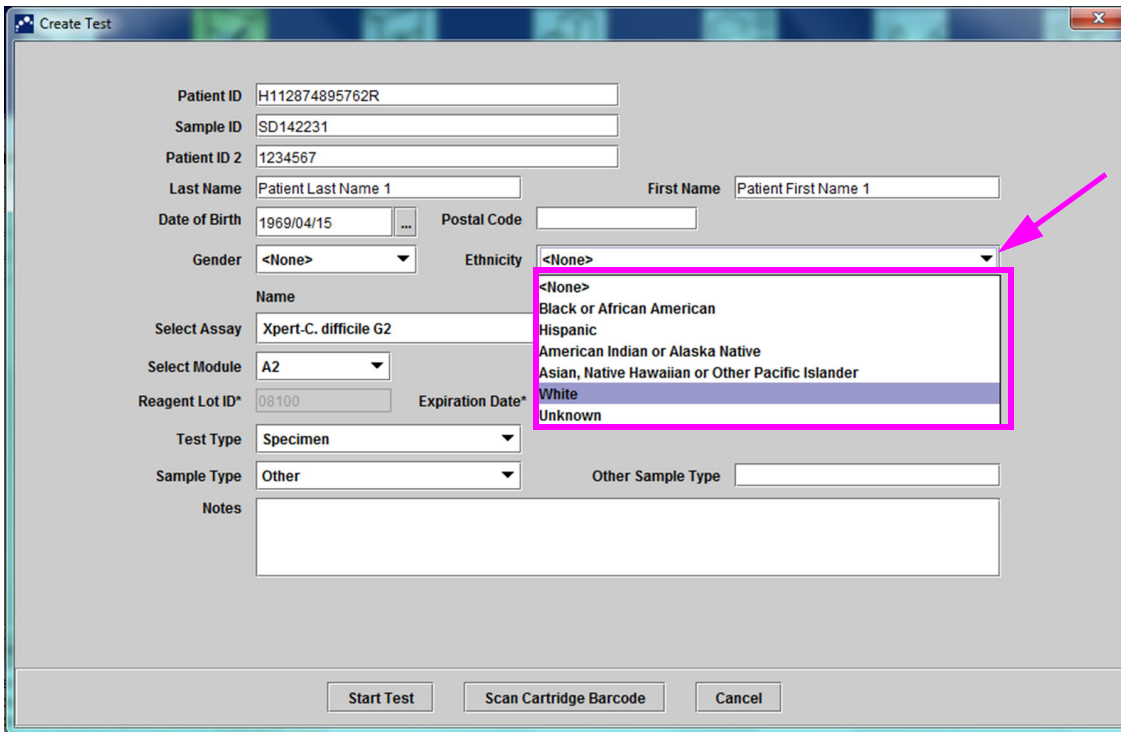 Create Test
Patient ID H112874895762R
Sample ID SD142231
Patient ID 2 1234567
Last Name Patient Last Name 1 First Name Patient First Name 1
Date of Birth 1969/04/15 ... Postal Code
Gender <None> Ethnicity <None>
<None>
Black or African American
Hispanic
American Indian or Alaska Native
Asian, Native Hawaiian or Other Pacific Islander
White
Unknown
Name
Select Assay Xpert-C. difficile G2
Select Module A2
Reagent Lot ID* 08100 Expiration Date*
Test Type Specimen
Sample Type Other Other Sample Type
Notes
Start Test Scan Cartridge Barcode Cancel